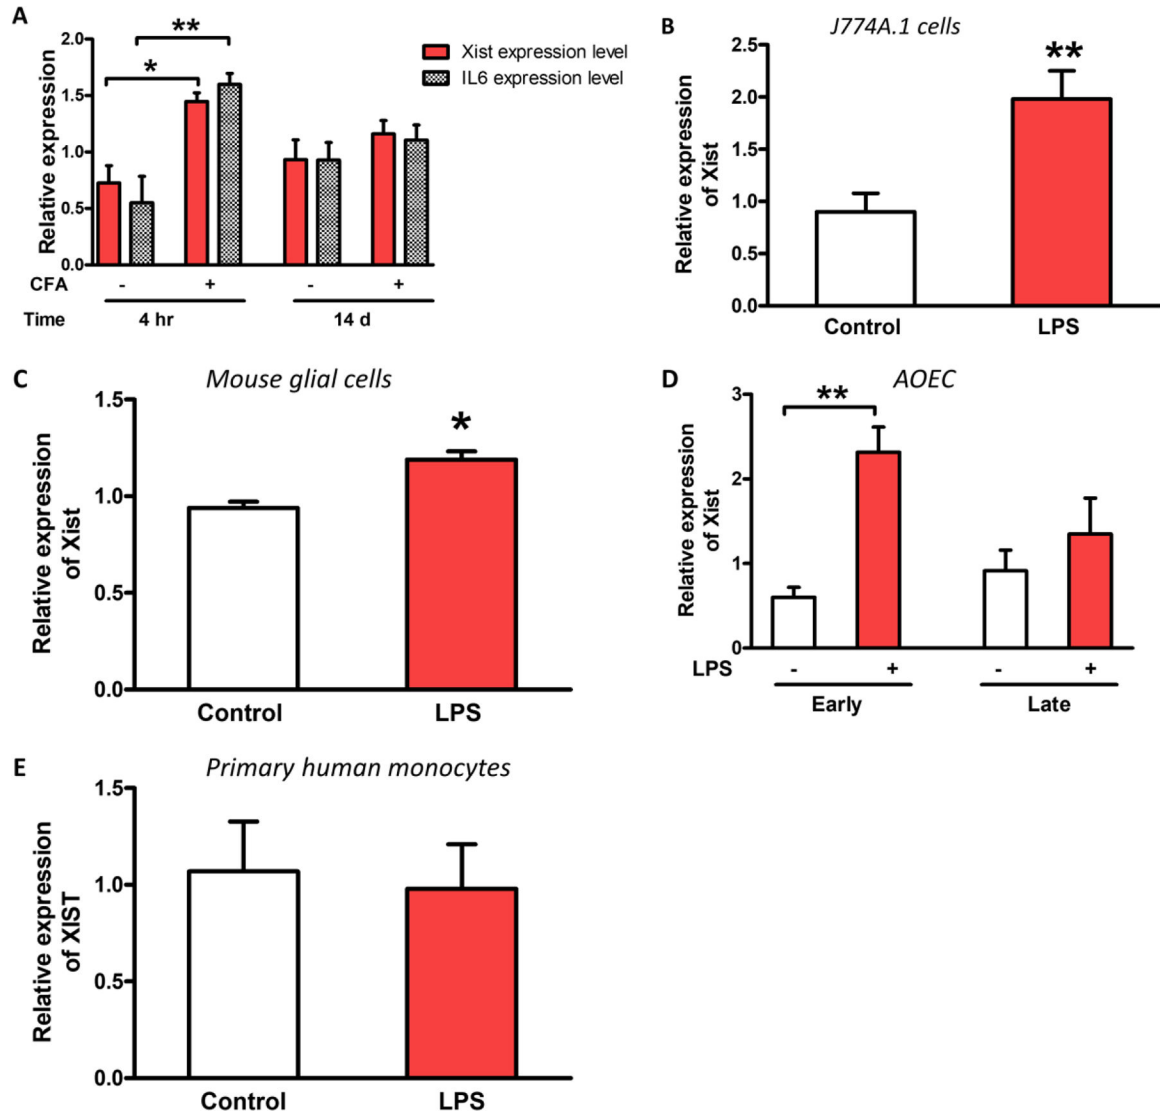 A
**
*
2.0
1.5
1.0
0.5
0.0
Relative expression
Xist expression level
IL6 expression level
CFA - + - +
Time 4 hr 14 d
B J774A.1 cells
**
2.5
2.0
1.5
1.0
0.5
0.0
Relative expression
of Xist
Control LPS
C Mouse glial cells
*
1.5
1.0
0.5
0.0
Relative expression
of Xist
Control LPS
D AOEC
**
3
2
1
0
Relative expression
of Xist
LPS - + - +
Early Late
E Primary human monocytes
1.5
1.0
0.5
0.0
Relative expression
of XIST
Control LPS